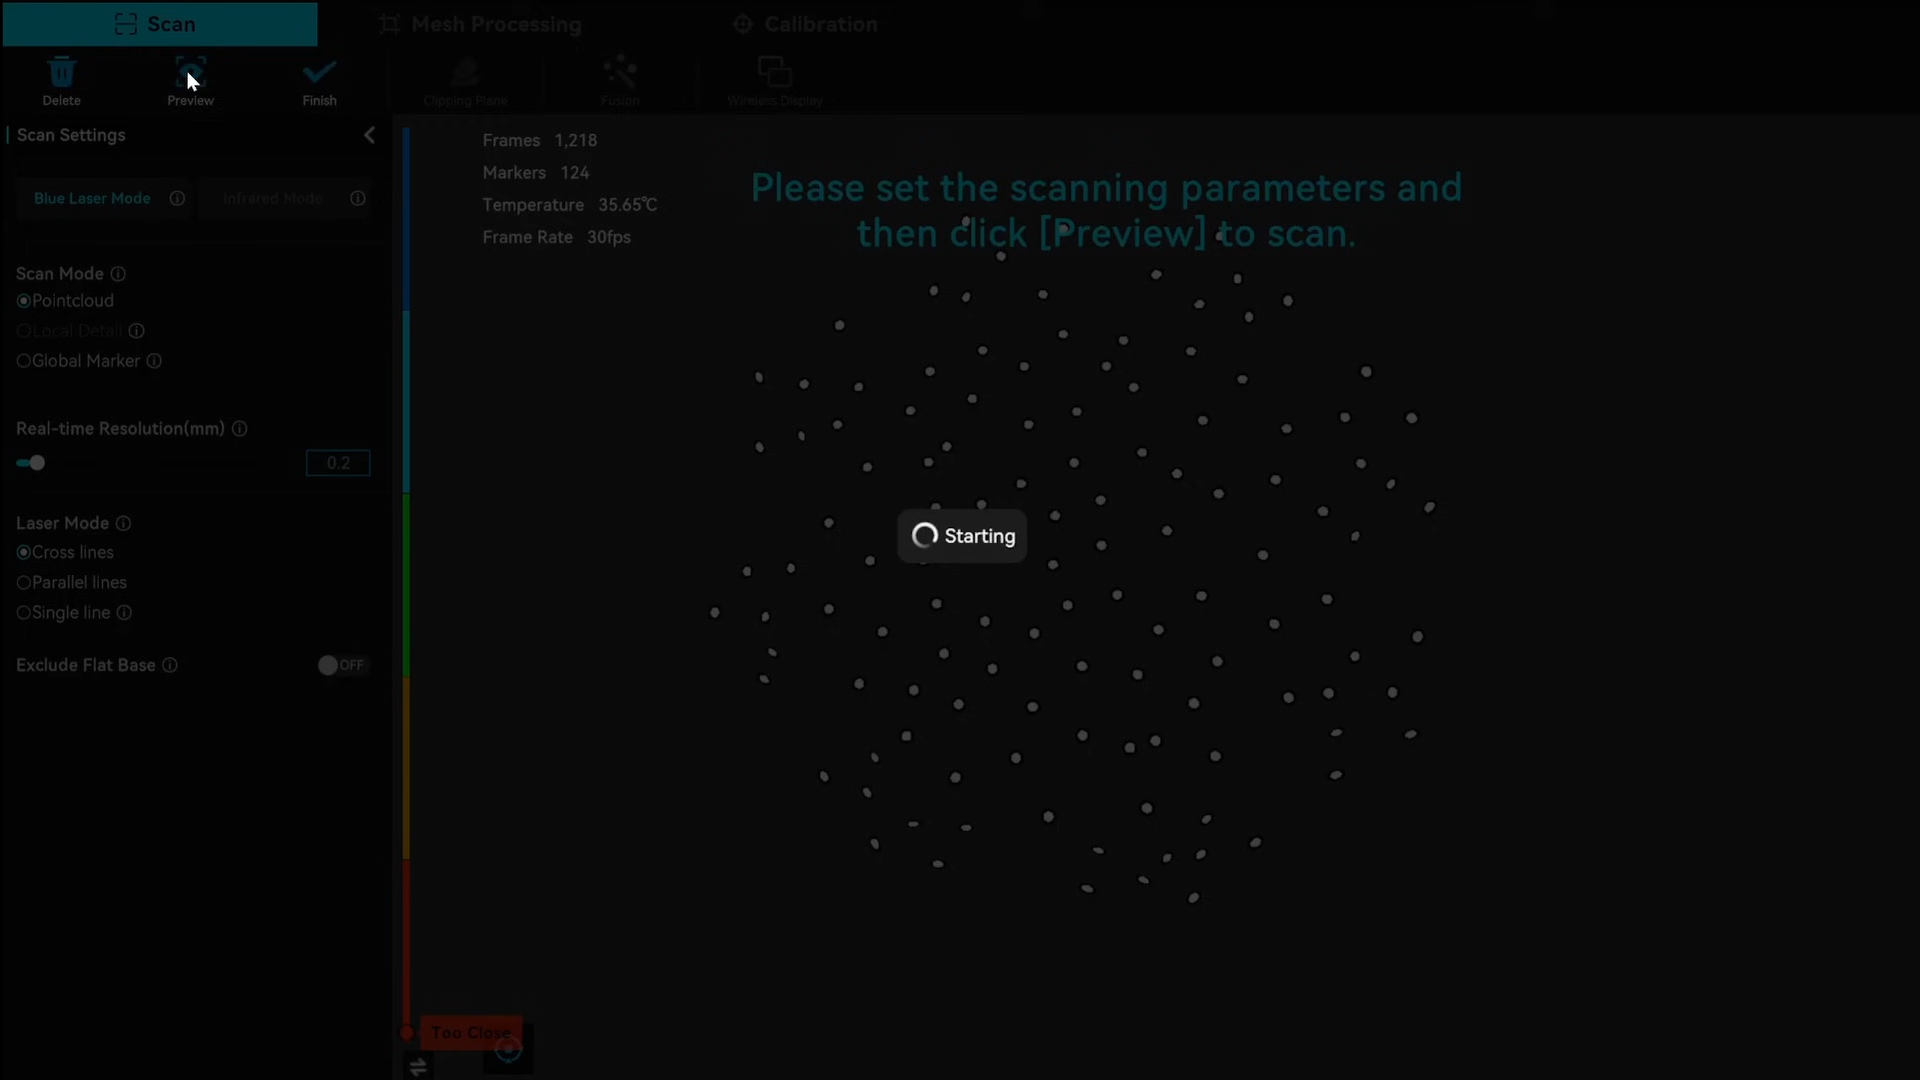 Scan
Mesh Processing
Calibration
Delete
Preview
Finish
Clipping Plane
Fusion
Wireless Display
Scan Settings
Blue Laser Mode
Infrared Mode
Scan Mode
Pointcloud
Local Detail
Global Marker
Real-time Resolution(mm)
0.2
Laser Mode
Cross lines
Parallel lines
Single line
Exclude Flat Base
OFF
Frames 1,218
Markers 124
Temperature 35.65℃
Frame Rate 30fps
Please set the scanning parameters and
then click [Preview] to scan.
Starting
Too Close